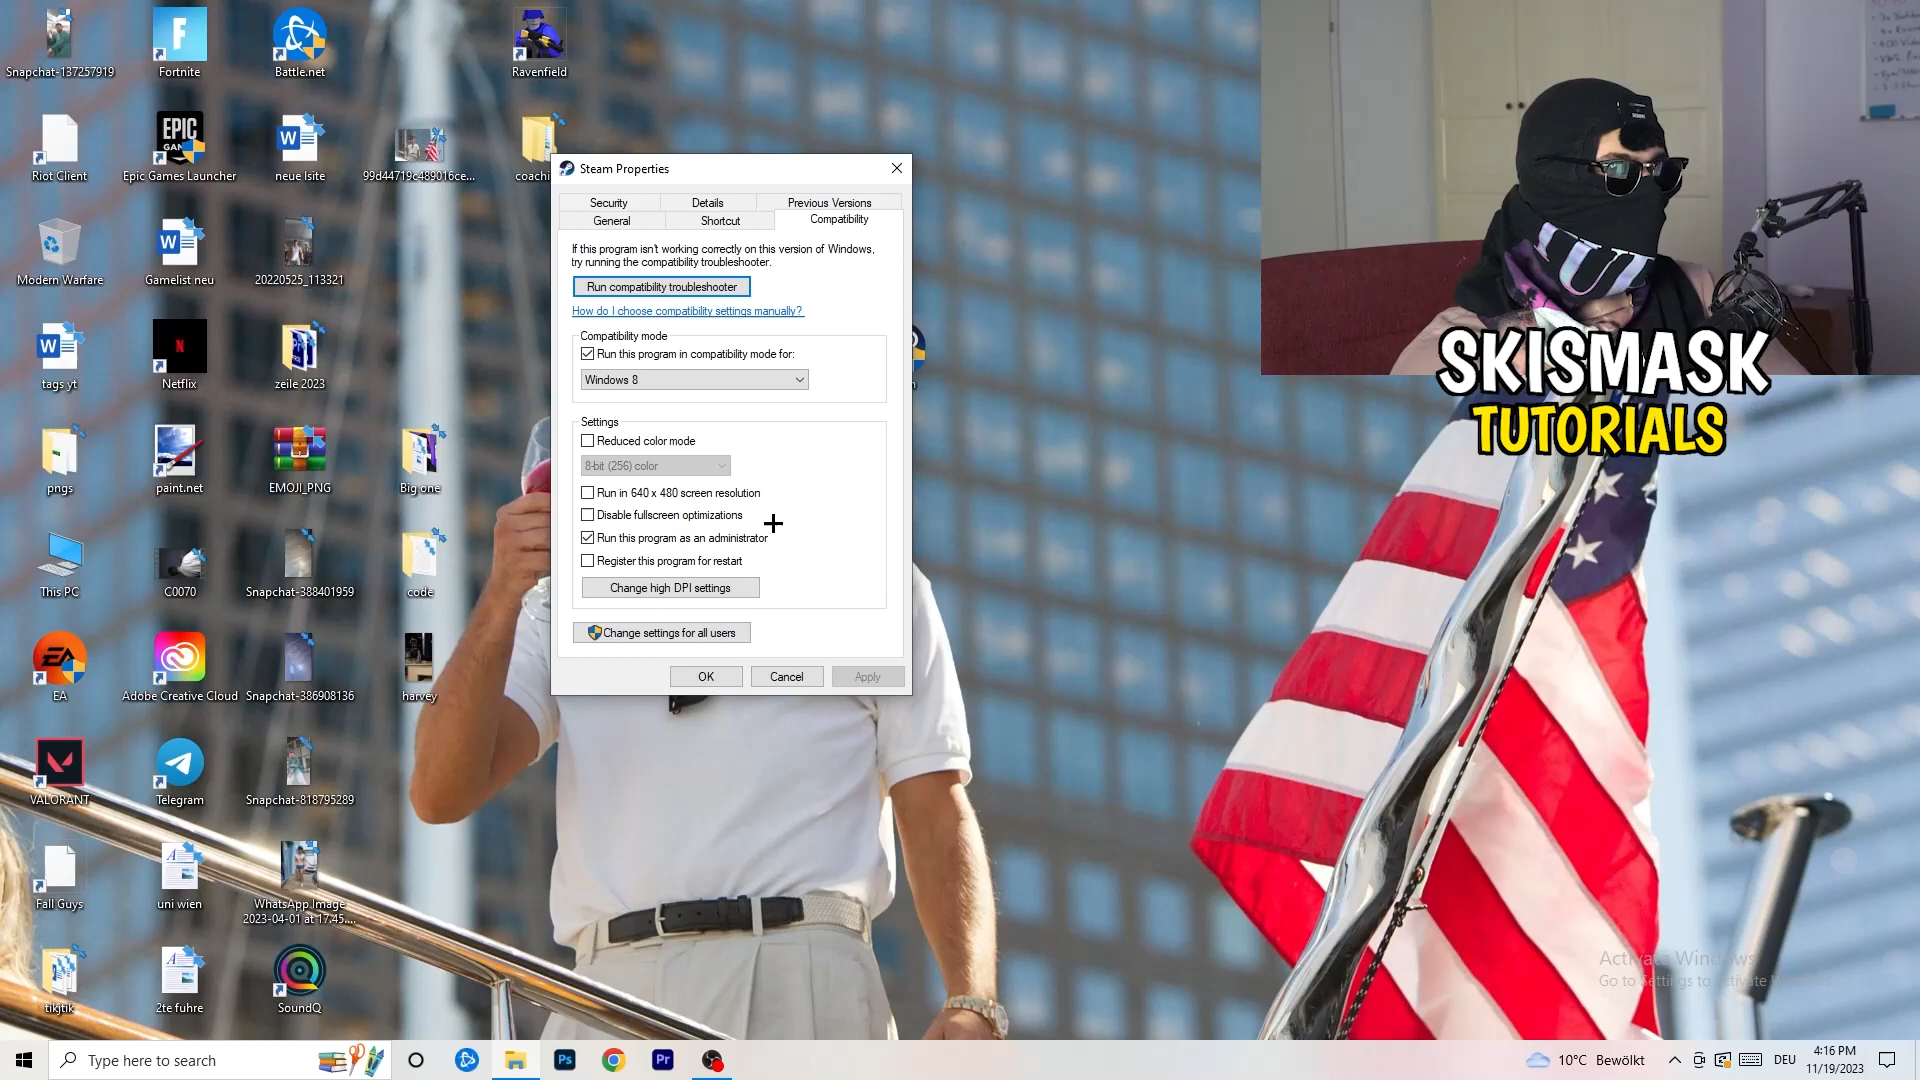 Snapchat-137257919
Fortnite
Battle.net
Ravenfield
Riot Client
EPIC
Epic Games Launcher
neue lsite
99d44719c489016ce...
coachi
Modern Warfare
Gamelist neu
20220525_113321
tags yt
Netflix
zeile 2023
pngs
paint.net
EMOJI_PNG
Big one
This PC
C0070
Snapchat-388401959
code
EA
Adobe Creative Cloud
Snapchat-386908136
harvey
VALORANT
Telegram
Snapchat-818795289
Fall Guys
uni wien
WhatsApp Image
2023-04-01 at 17.45....
tiktjtik
2te fuhre
SoundQ
Steam Properties
Security
Details
Previous Versions
General
Shortcut
Compatibility
If this program isn't working correctly on this version of Windows,
try running the compatibility troubleshooter.
Run compatibility troubleshooter
How do I choose compatibility settings manually?
Compatibility mode
Run this program in compatibility mode for:
Windows 8
Settings
Reduced color mode
8-bit (256) color
Run in 640 x 480 screen resolution
Disable fullscreen optimizations
Run this program as an administrator
Register this program for restart
Change high DPI settings
Change settings for all users
OK
Cancel
Apply
SKISMASK
TUTORIALS
Activate Windows
Go to Settings to activate
Type here to search
Ps
Pr
10°C Bewölkt
DEU
4:16 PM
11/19/2023